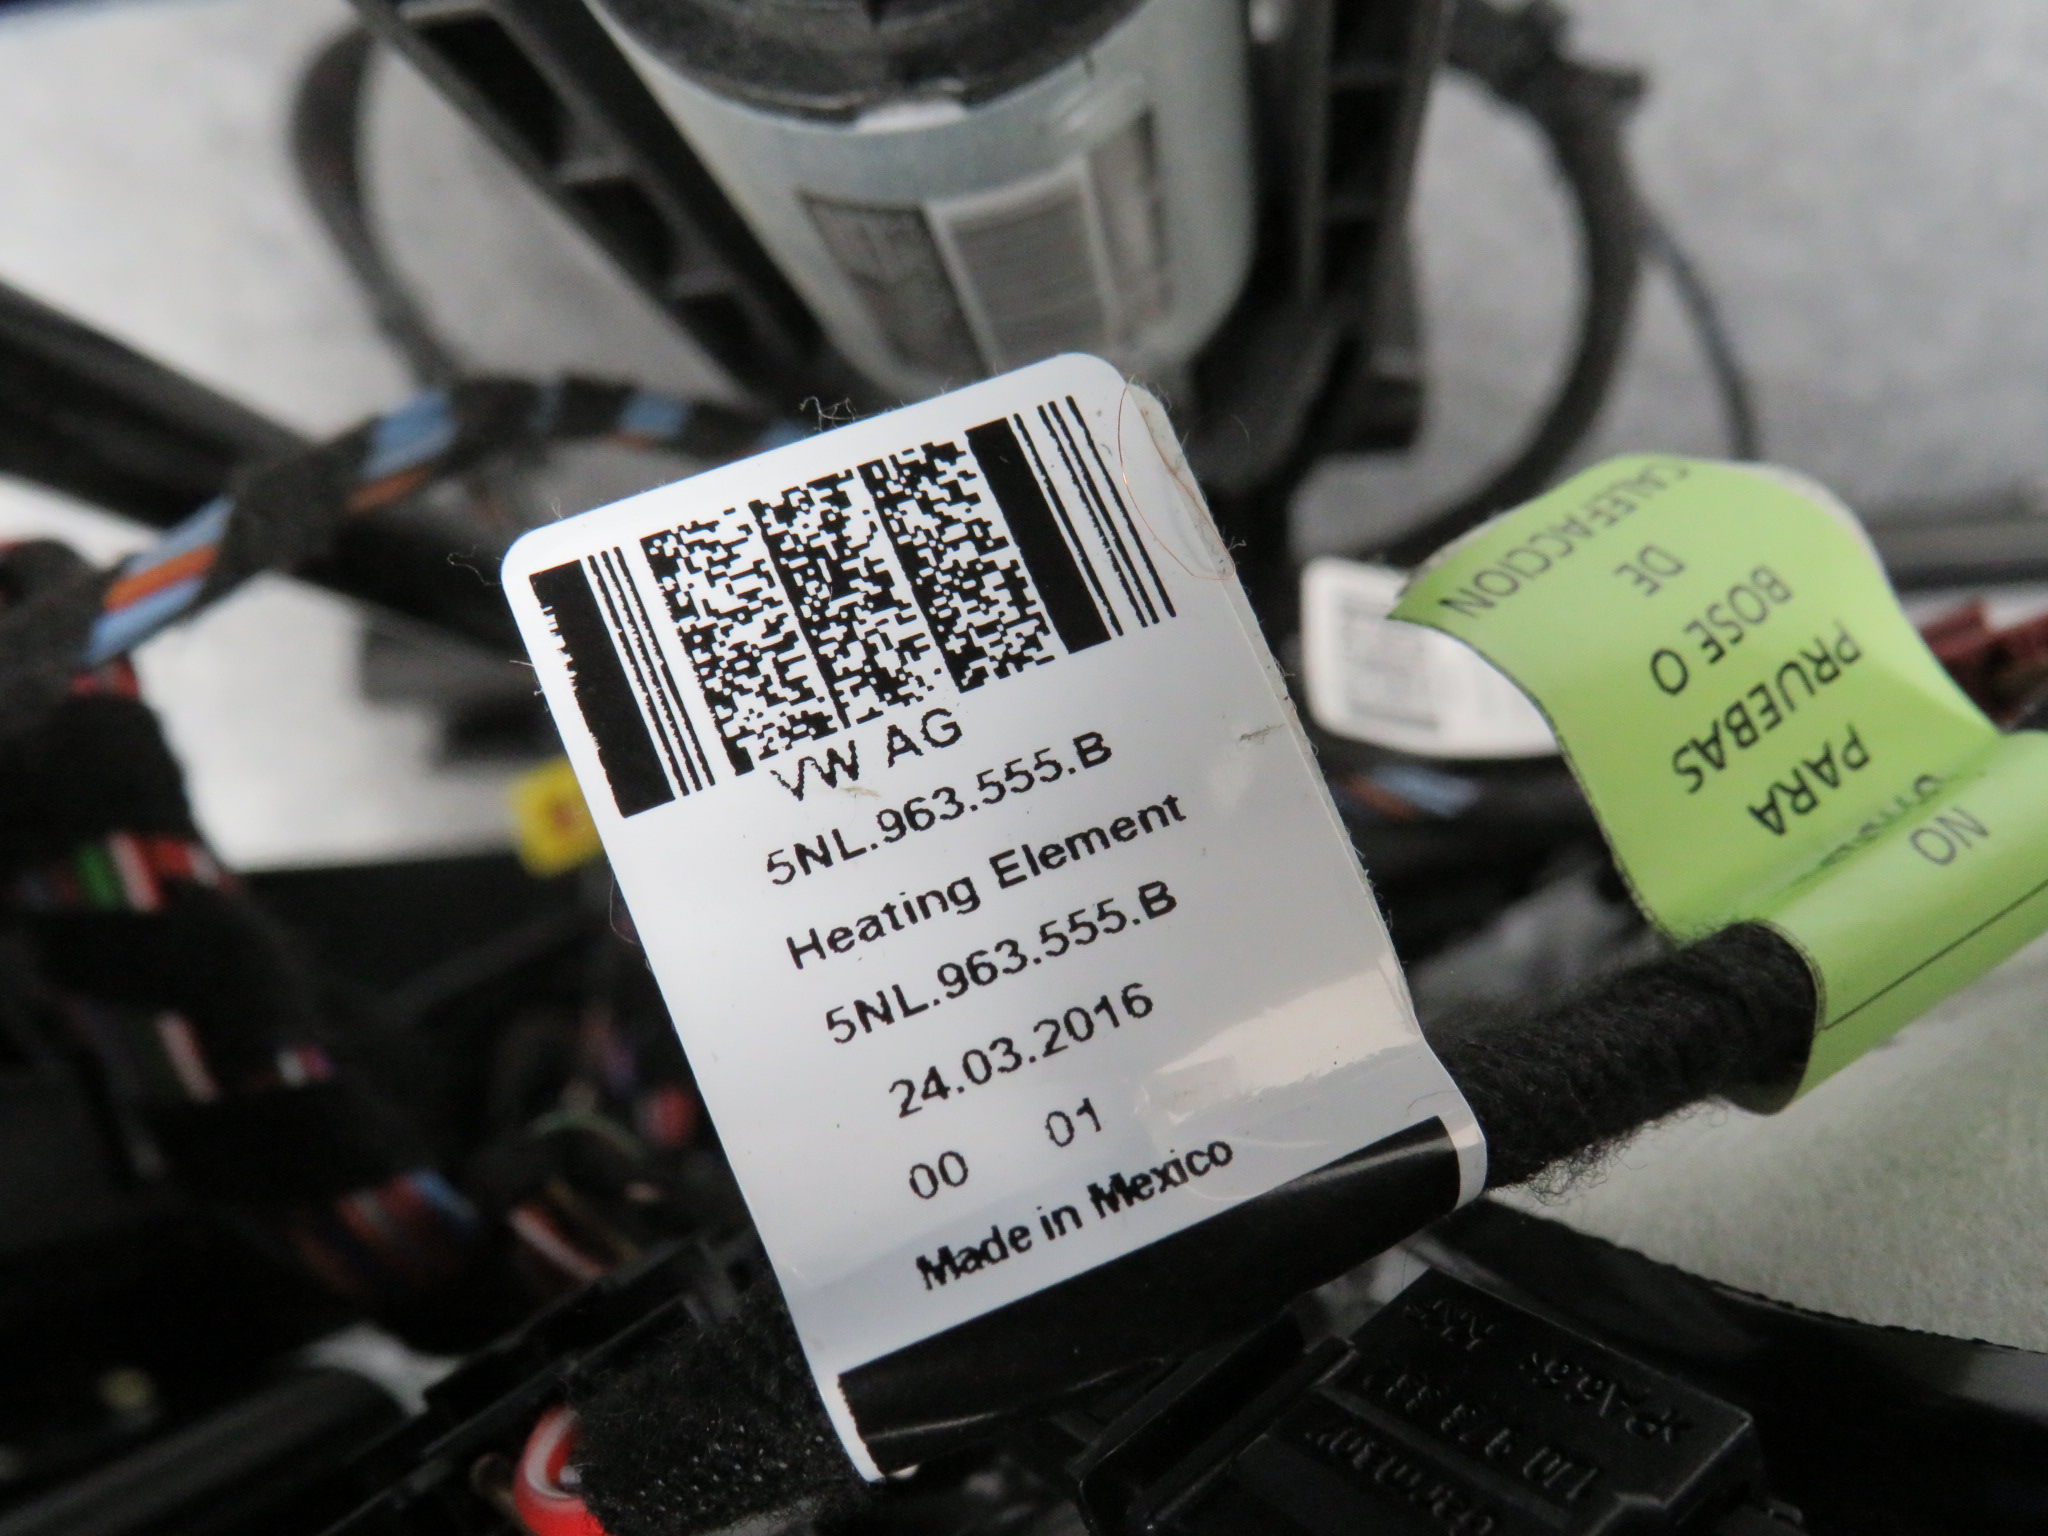 VW AG
5NL.963.555.B
Heating Element
5NL.963.555.B
24.03.2016
00 01
Made in Mexico
NO
PARA
PRUEBAS
BOSE O
DE
CALEFACCION